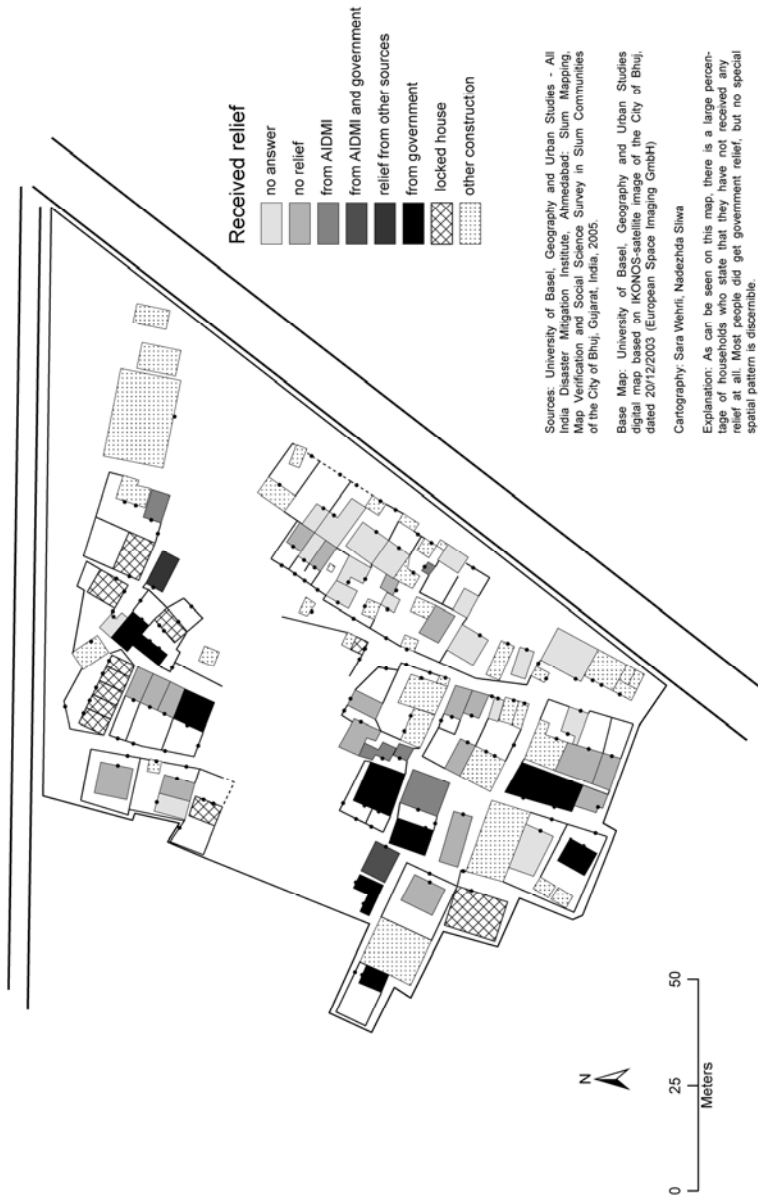 Received relief
no answer
no relief
from AIDMI
from AIDMI and government
relief from other sources
from government
locked house
other construction
Sources: University of Basel, Geography and Urban Studies - All
India Disaster Mitigation Institute, Ahmedabad: Slum Mapping,
Map Verification and Social Science Survey in Slum Communities
of the City of Bhuj, Gujarat, India, 2005.
Base Map: University of Basel, Geography and Urban Studies
digital map based on IKONOS-satellite image of the City of Bhuj,
dated 20/12/2003 (European Space Imaging GmbH)
Cartography: Sara Wehrli, Nadezhda Sliwa
Explanation: As can be seen on this map, there is a large percen-
tage of households who state that they have not received any
relief at all. Most people did get government relief, but no special
spatial pattern is discernible.
N
0 25 50
Meters